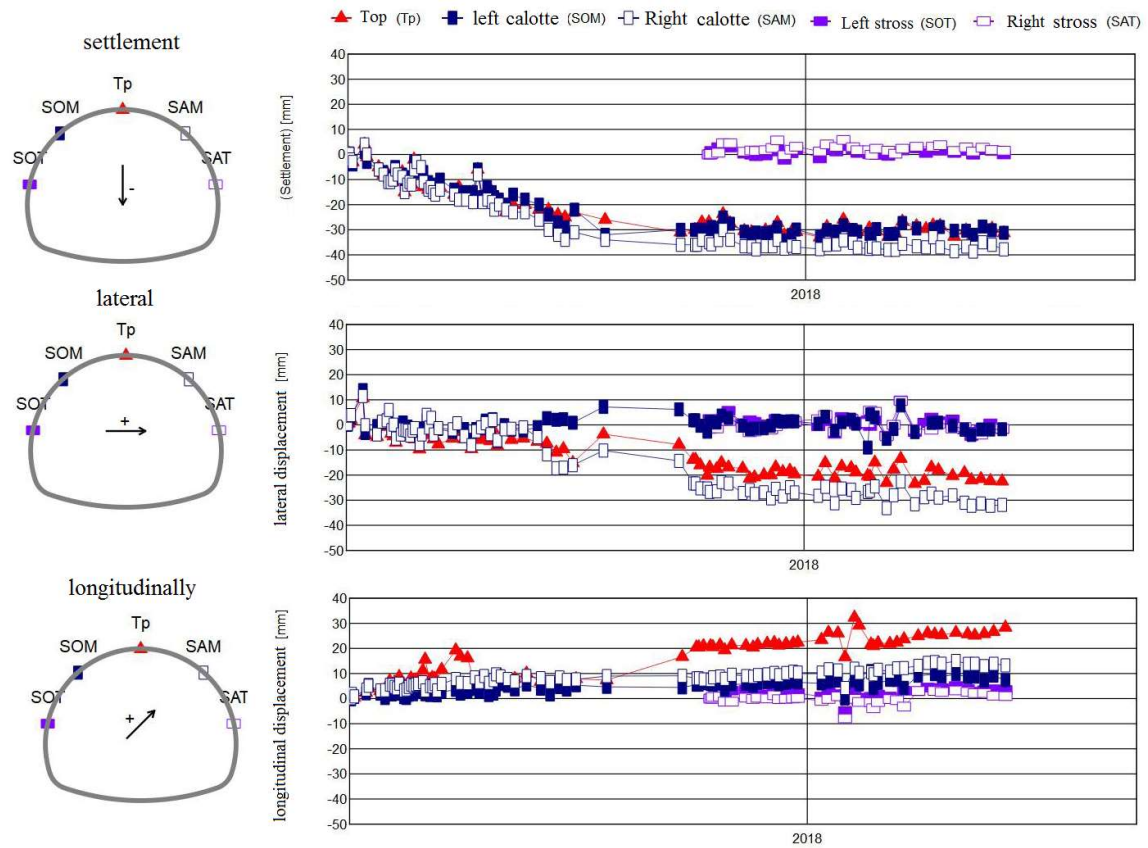 Top (Tp) left calotte (SOM) Right calotte (SAM) Left stross (SOT) Right stross (SAT)
settlement
Tp
SOM SAM
SOT SAT
-
(Settlement) [mm]
40
30
20
10
0
-10
-20
-30
-40
-50
2018
lateral
Tp
SOM SAM
SOT SAT
+
lateral displacement [mm]
40
30
20
10
0
-10
-20
-30
-40
-50
2018
longitudinally
Tp
SOM SAM
SOT SAT
+
longitudinal displacement [mm]
40
30
20
10
0
-10
-20
-30
-40
-50
2018